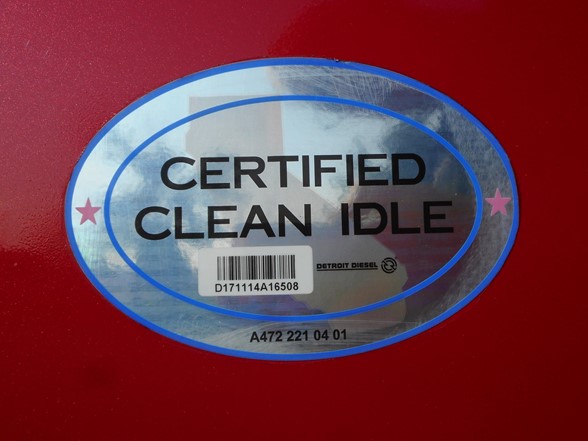 CERTIFIED
CLEAN IDLE
DETROIT DIESEL
D171114A16508
A472 221 04 01